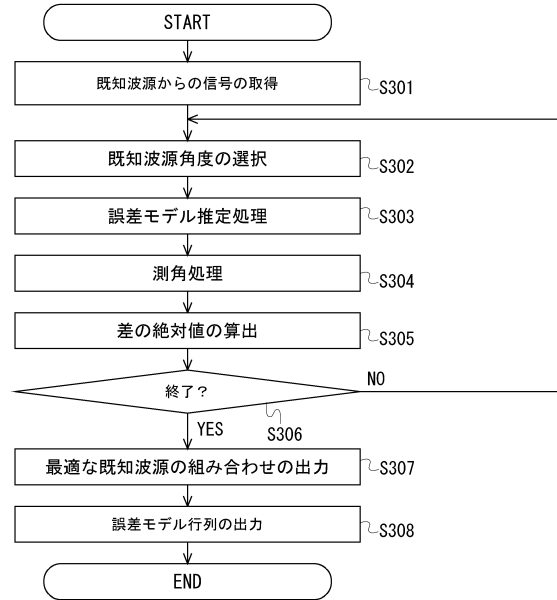 START
既知波源からの信号の取得
S301
既知波源角度の選択
S302
誤差モデル推定処理
S303
測角処理
S304
差の絶対値の算出
S305
終了?
NO
S306
YES
最適な既知波源の組み合わせの出力
S307
誤差モデル行列の出力
S308
END